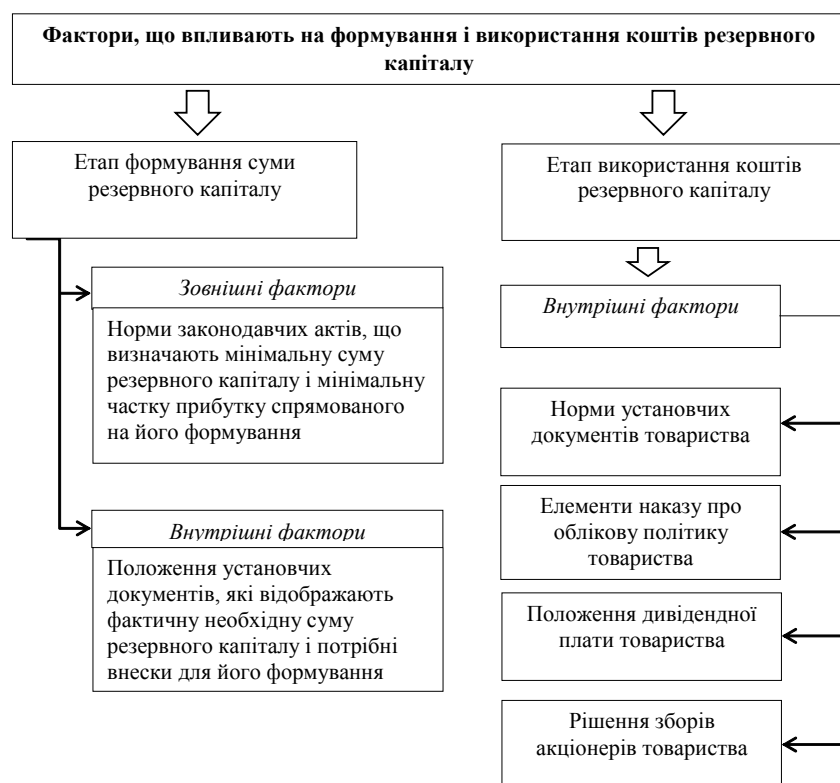 Фактори, що впливають на формування і використання коштів резервного
капіталу
Етап формування суми
резервного капіталу
Зовнішні фактори
Норми законодавчих актів, що
визначають мінімальну суму
резервного капіталу і мінімальну
частку прибутку спрямованого
на його формування
Внутрішні фактори
Положення установчих
документів, які відображають
фактичну необхідну суму
резервного капіталу і потрібні
внески для його формування
Етап використання коштів
резервного капіталу
Внутрішні фактори
Норми установчих
документів товариства
Елементи наказу про
облікову політику
товариства
Положення дивідендної
плати товариства
Рішення зборів
акціонерів товариства